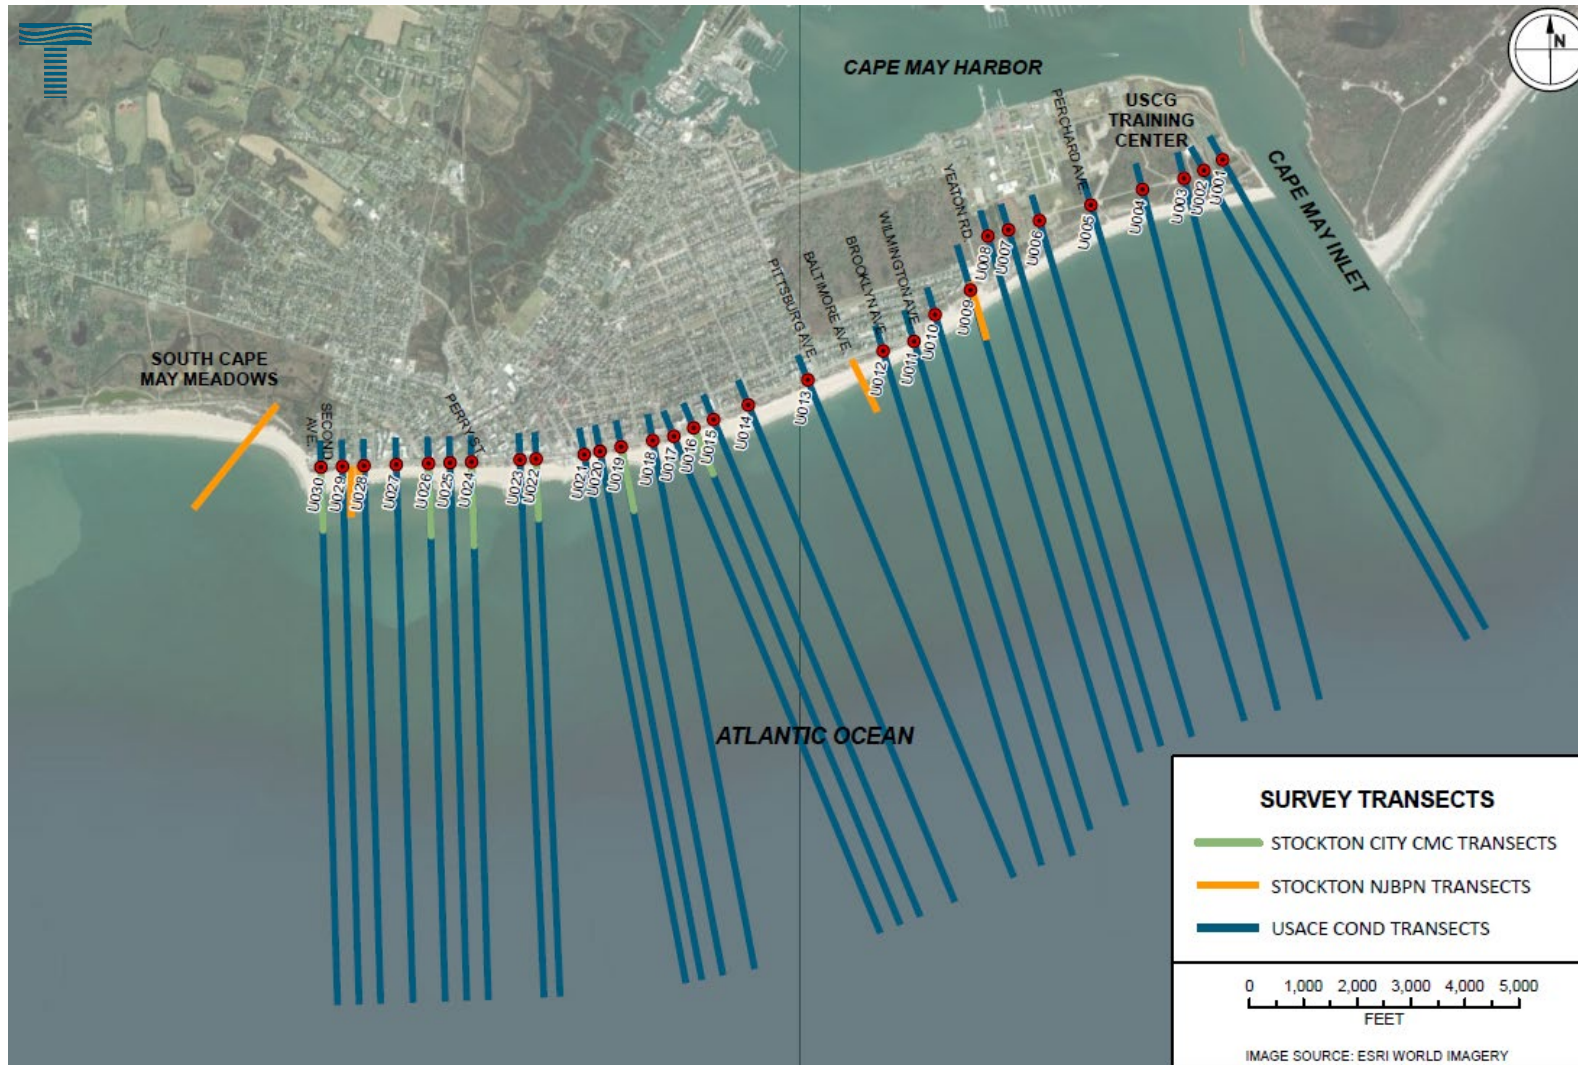 CAPE MAY HARBOR
N
USCG
TRAINING
CENTER
PERCHARD AVE.
CAPE MAY INLET
YEATON RD.
WILMINGTON AVE.
BROOKLYN AVE.
BALTIMORE AVE.
PITTSBURG AVE.
SOUTH CAPE
MAY MEADOWS
SECOND
AVE.
PERRY ST.
U001
U002
U003
U004
U005
U006
U007
U008
U009
U010
U011
U012
U013
U014
U015
U016
U017
U018
U019
U020
U021
U022
U023
U024
U025
U026
U027
U028
U029
U030
ATLANTIC OCEAN
SURVEY TRANSECTS
STOCKTON CITY CMC TRANSECTS
STOCKTON NJBPN TRANSECTS
USACE COND TRANSECTS
0 1,000 2,000 3,000 4,000 5,000
FEET
IMAGE SOURCE: ESRI WORLD IMAGERY